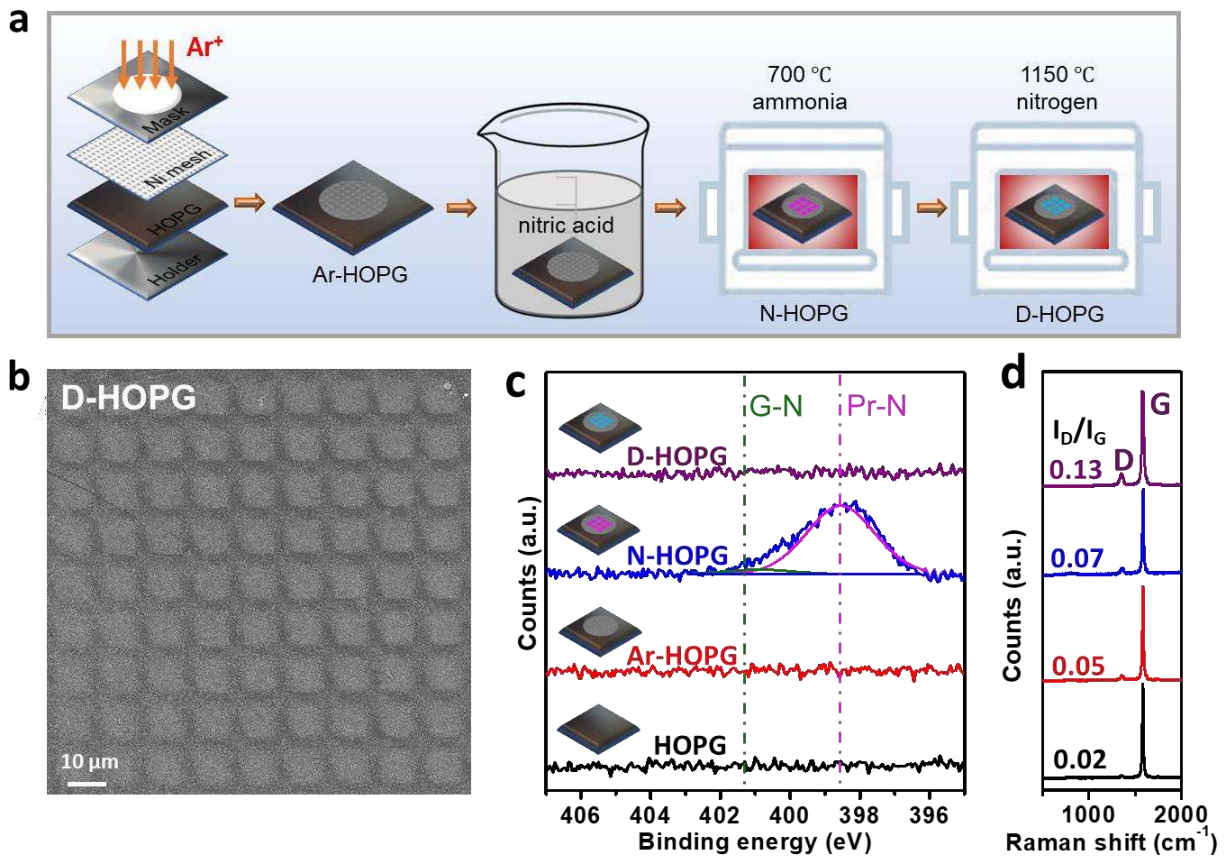 a
Ar⁺
Mask
Ni mesh
HOPG
Holder
Ar-HOPG
nitric acid
700 ℃
ammonia
N-HOPG
1150 ℃
nitrogen
D-HOPG
b
D-HOPG
10 μm
c
G-N
Pr-N
D-HOPG
N-HOPG
Ar-HOPG
HOPG
Counts (a.u.)
406 404 402 400 398 396
Binding energy (eV)
d
G
I_D/I_G
D
0.13
0.07
0.05
0.02
Counts (a.u.)
1000 2000
Raman shift (cm⁻¹)